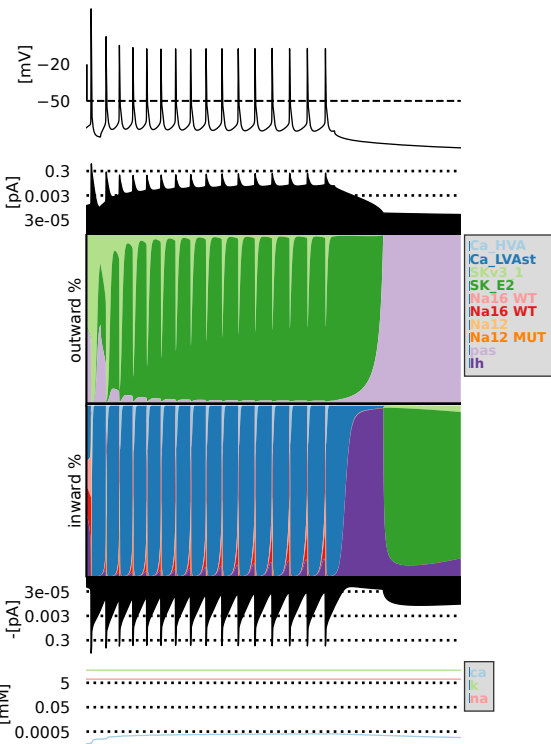 [mV]
−20
−50
[pA]
0.3
0.003
3e-05
outward %
Ca_HVA
Ca_LVAst
SKv3_1
SK_E2
Na16 WT
Na16 WT
Na12
Na12 MUT
pas
Ih
inward %
-[pA]
3e-05
0.003
0.3
[mM]
5
0.05
0.0005
ca
k
na